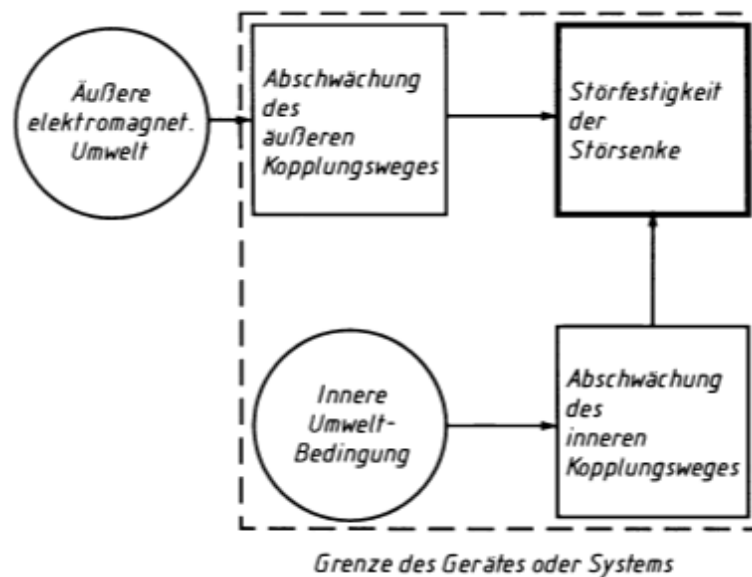 Äußere
elektromagnet.
Umwelt
Abschwächung
des
äußeren
Kopplungsweges
Störfestigkeit
der
Störsenke
Innere
Umwelt-
Bedingung
Abschwächung
des
inneren
Kopplungsweges
Grenze des Gerätes oder Systems